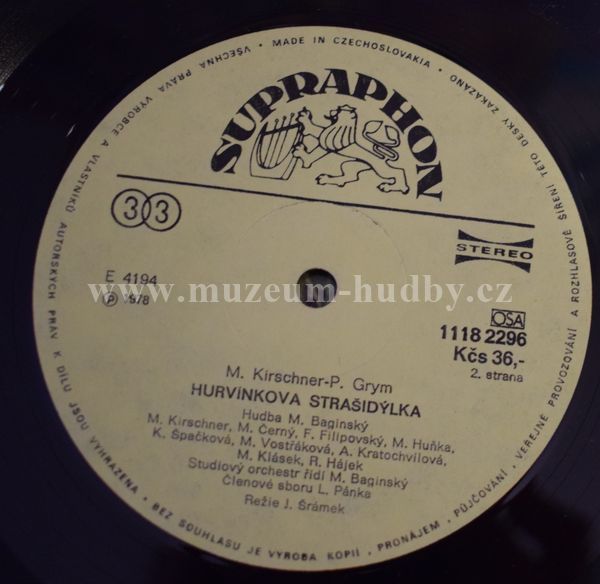 VŠECHNA PRÁVA VÝROBCE A VLASTNÍKŮ AUTORSKÝCH PRÁV K DÍLU JSOU VYHRAZENA • BEZ SOUHLASU JE VÝROBA KOPIÍ • PRONÁJEM • PŮJČOVÁNÍ • VEŘEJNÉ PROVOZOVÁNÍ A ROZHLASOVÉ ŠÍŘENÍ TÉTO DESKY ZAKÁZÁNO • MADE IN CZECHOSLOVAKIA •
SUPRAPHON
33
STEREO
E 4194
℗ 1978
www.muzeum-hudby.cz
OSA
1118 2296
Kčs 36,-
2. strana
M. Kirschner-P. Grym
HURVÍNKOVA STRAŠIDÝLKA
Hudba M. Baginský
M. Kirschner, M. Černý, F. Filipovský, M. Huňka,
K. Špačková, M. Vostřáková, A. Kratochvílová,
M. Klásek, R. Hájek
Studiový orchestr řídí M. Baginský
Členové sboru L. Pánka
Režie J. Šrámek